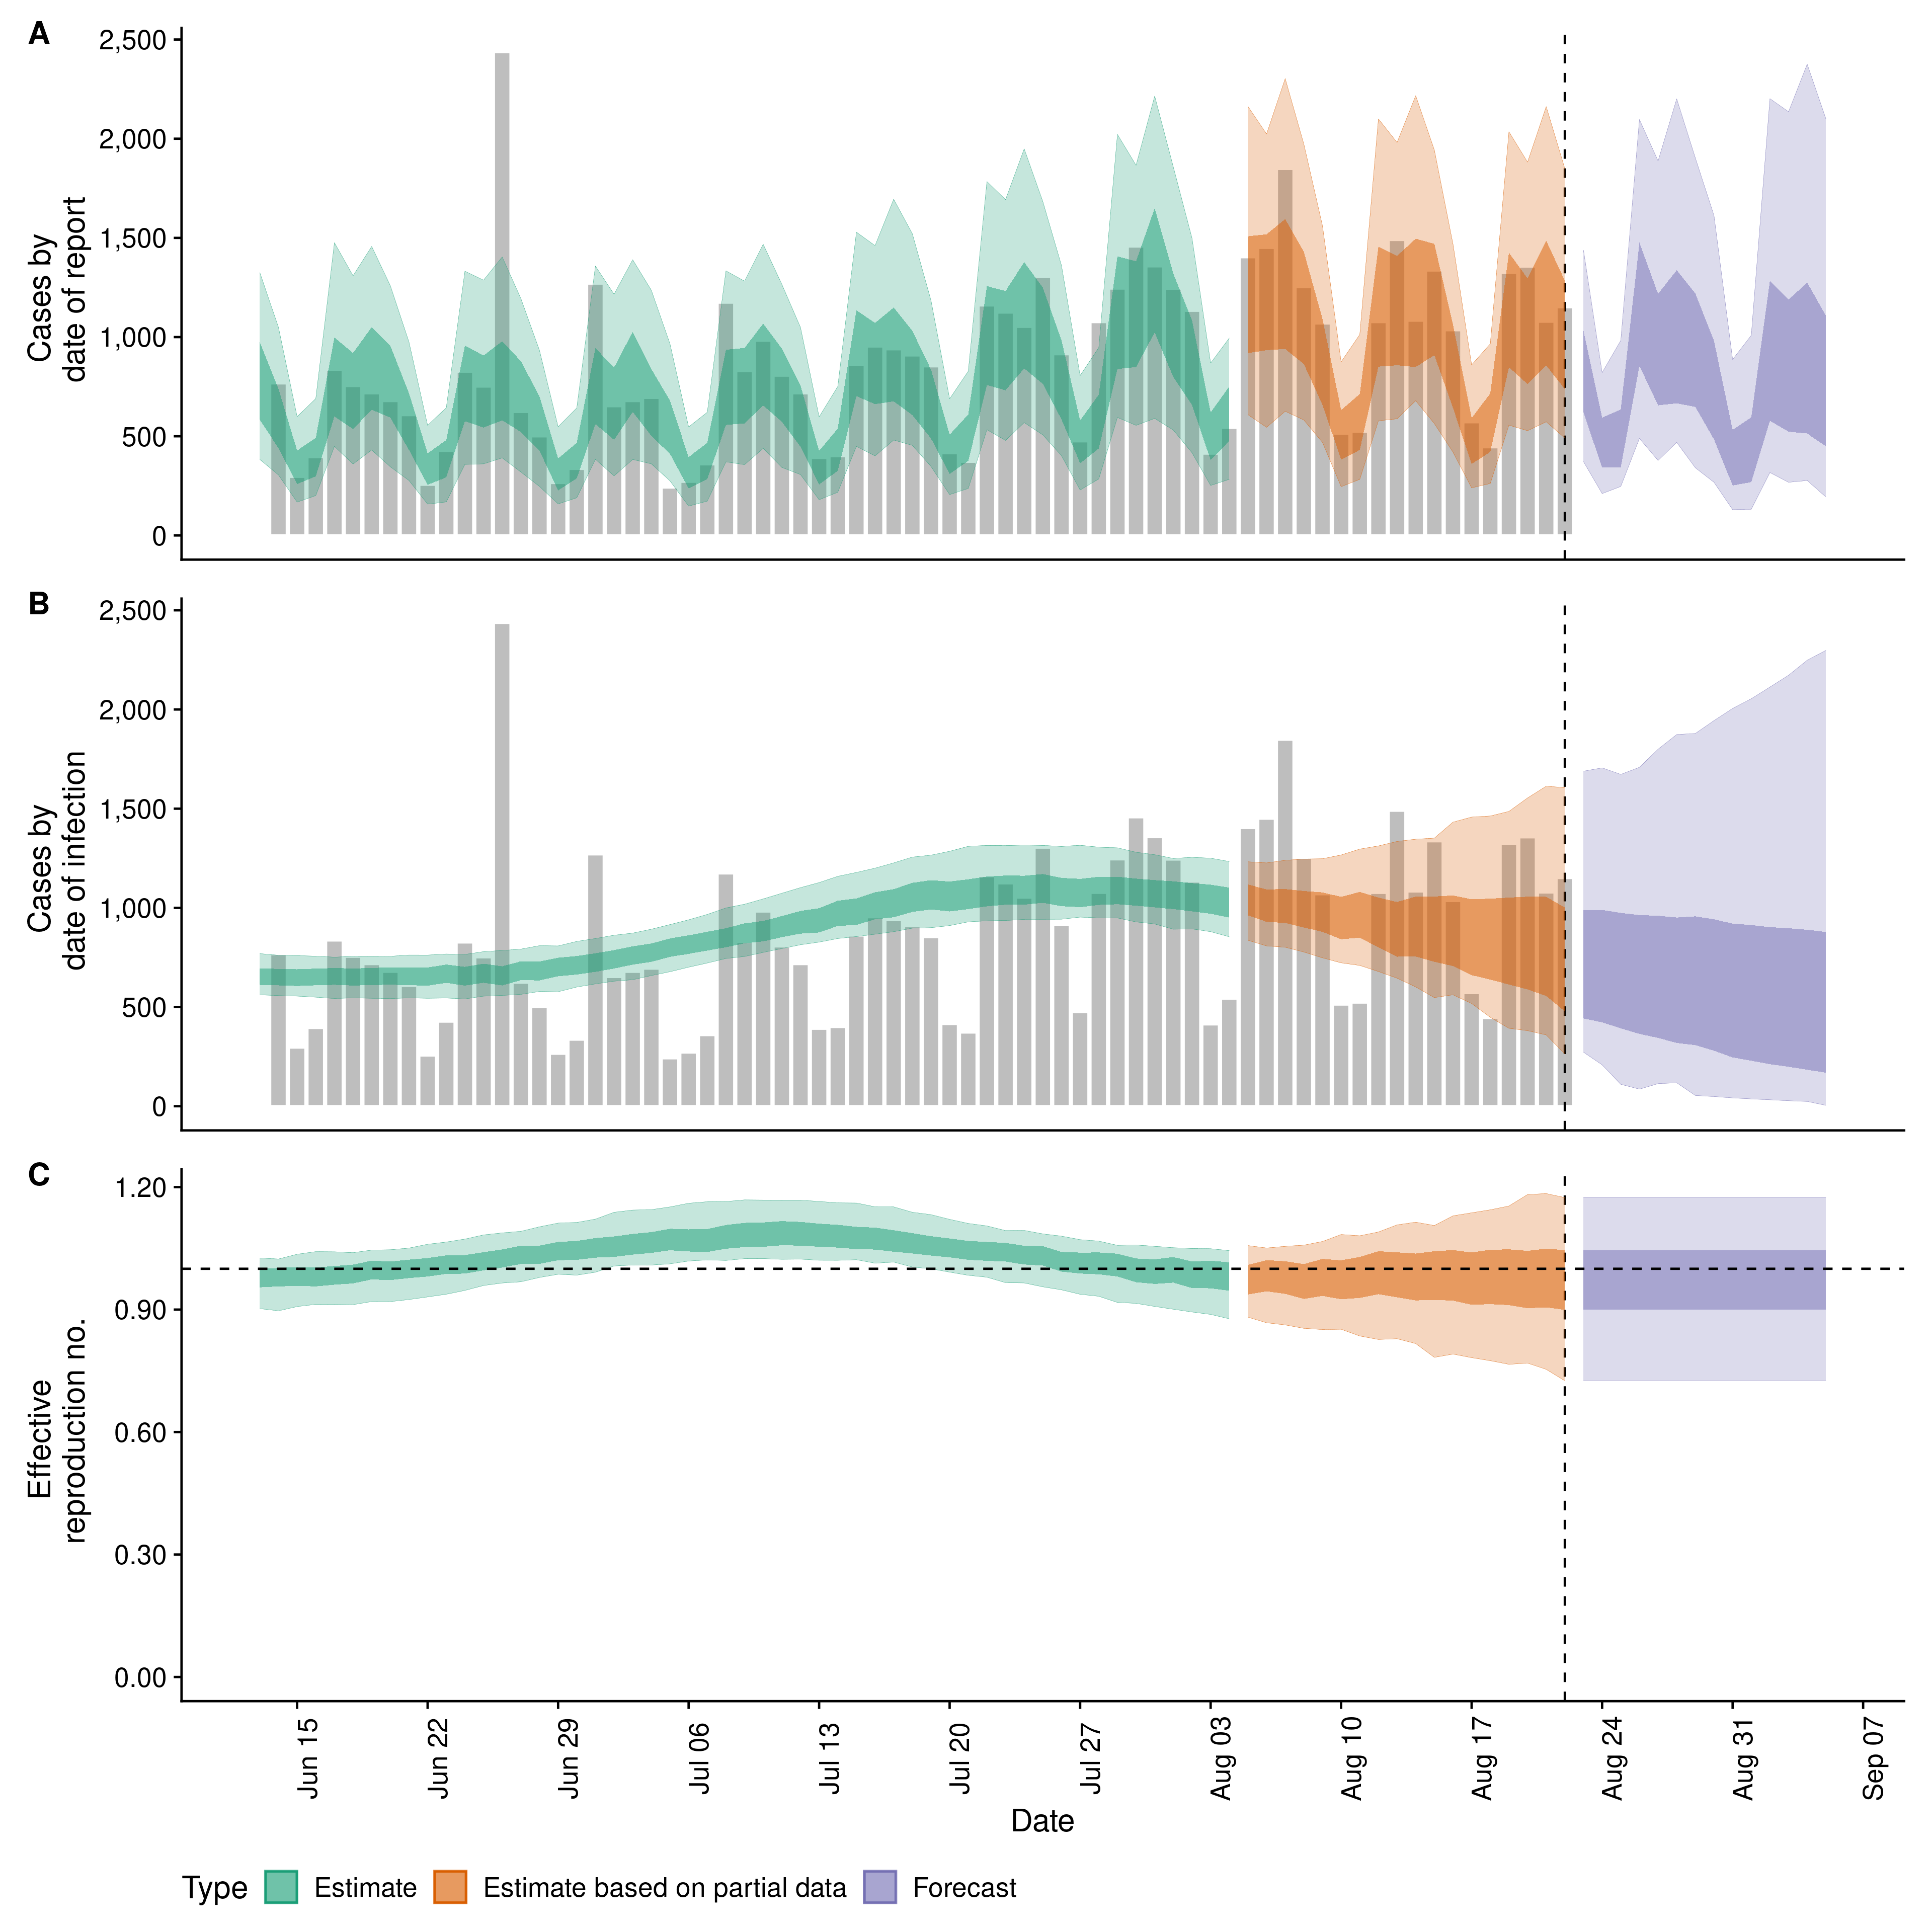 A
2,500
2,000
1,500
1,000
500
0
Cases by
date of report
B
2,500
2,000
1,500
1,000
500
0
Cases by
date of infection
C
1.20
0.90
0.60
0.30
0.00
Effective
reproduction no.
Jun 15
Jun 22
Jun 29
Jul 06
Jul 13
Jul 20
Jul 27
Aug 03
Aug 10
Aug 17
Aug 24
Aug 31
Sep 07
Date
Type Estimate Estimate based on partial data Forecast